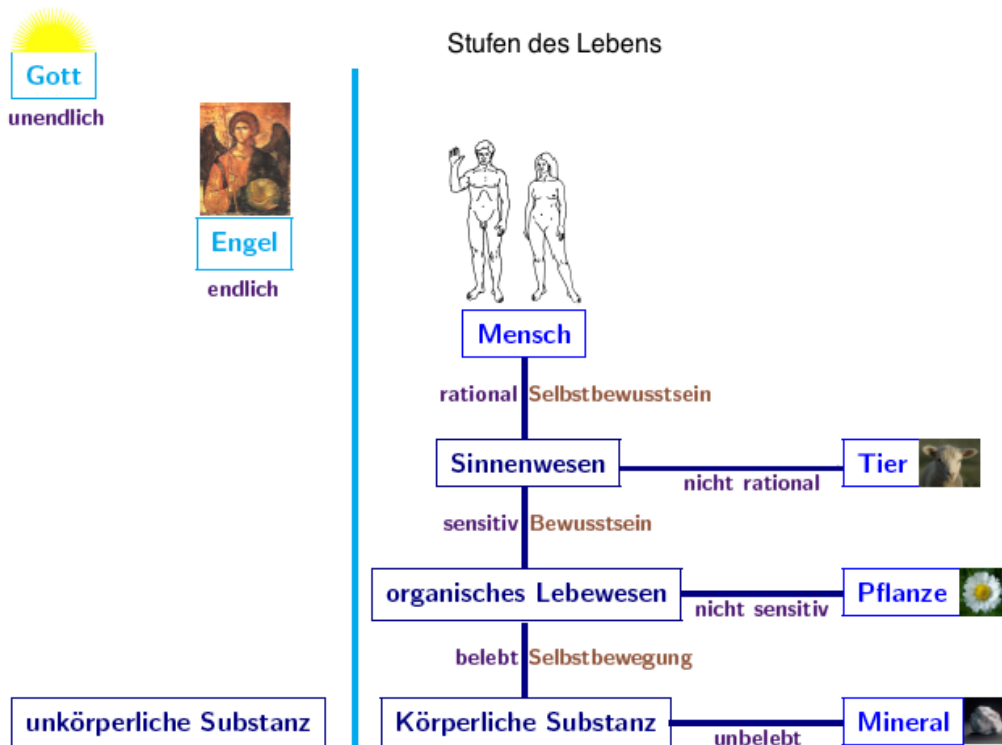 Stufen des Lebens
Gott
unendlich
Engel
endlich
Mensch
rational Selbstbewusstsein
Sinnenwesen
nicht rational
Tier
sensitiv Bewusstsein
organisches Lebewesen
nicht sensitiv
Pflanze
belebt Selbstbewegung
unkörperliche Substanz
Körperliche Substanz
unbelebt
Mineral